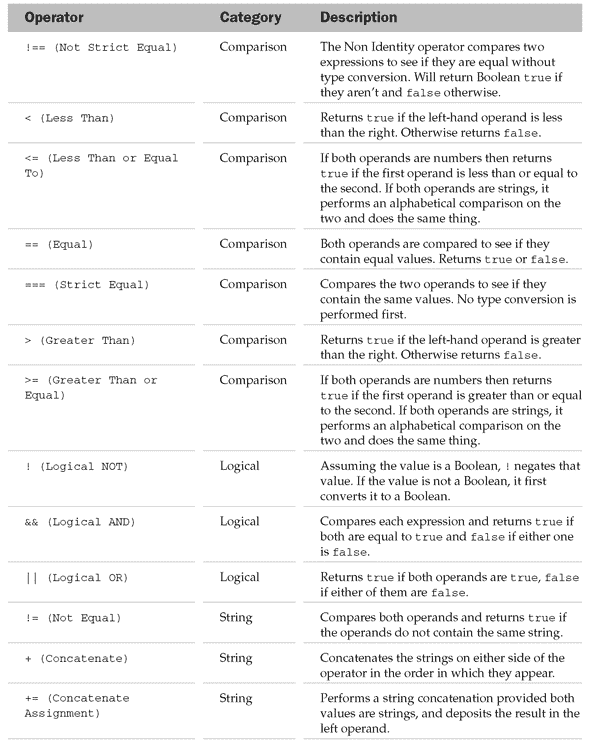 Operator Category Description
!== (Not Strict Equal) Comparison The Non Identity operator compares two
expressions to see if they are equal without
type conversion. Will return Boolean true if
they aren't and false otherwise.
< (Less Than) Comparison Returns true if the left-hand operand is less
than the right. Otherwise returns false.
<= (Less Than or Equal Comparison If both operands are numbers then returns
To) true if the first operand is less than or equal to
the second. If both operands are strings, it
performs an alphabetical comparison on the
two and does the same thing.
== (Equal) Comparison Both operands are compared to see if they
contain equal values. Returns true or false.
=== (Strict Equal) Comparison Compares the two operands to see if they
contain the same values. No type conversion is
performed first.
> (Greater Than) Comparison Returns true if the left-hand operand is greater
than the right. Otherwise returns false.
>= (Greater Than or Comparison If both operands are numbers then returns
Equal) true if the first operand is greater than or equal
to the second. If both operands are strings, it
performs an alphabetical comparison on the
two and does the same thing.
! (Logical NOT) Logical Assuming the value is a Boolean, ! negates that
value. If the value is not a Boolean, it first
converts it to a Boolean.
&& (Logical AND) Logical Compares each expression and returns true if
both are equal to true and false if either one
is false.
|| (Logical OR) Logical Returns true if both operands are true, false
if either of them are false.
!= (Not Equal) String Compares both operands and returns true if
the operands do not contain the same string.
+ (Concatenate) String Concatenates the strings on either side of the
operator in the order in which they appear.
+= (Concatenate String Performs a string concatenation provided both
Assignment) values are strings, and deposits the result in the
left operand.